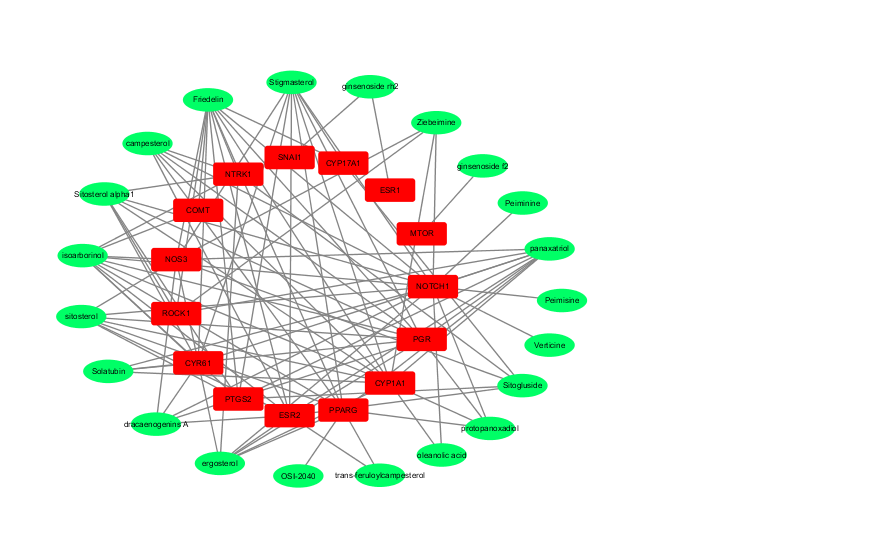 Stigmasterol
ginsenoside rh2
Friedelin
Ziebeimine
campesterol
SNAI1
CYP17A1
ginsenoside f2
NTRK1
ESR1
Sitosterol alpha1
Peiminine
COMT
MTOR
panaxatriol
isoarborinol
NOS3
NOTCH1
Peimisine
ROCK1
sitosterol
PGR
Verticine
CYR61
Solatubin
CYP1A1
Sitogluside
PTGS2
PPARG
ESR2
dracaenogenins A
protopanoxadiol
oleanolic acid
ergosterol
OSI-2040
trans-feruloylcampesterol